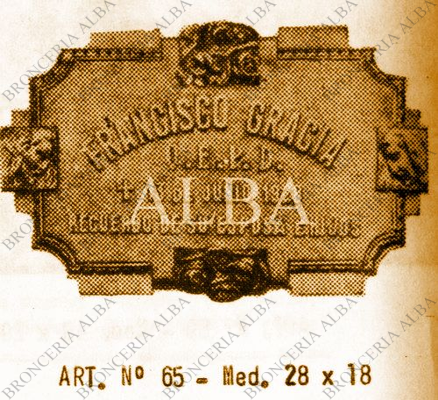 FRANCISCO GRACIA
Q.E.P.D.
ALBA
RECUERDO DE SU ESPOSA E HIJOS
ART. Nº 65 - Med. 28 x 18
BRONCERIA ALBA